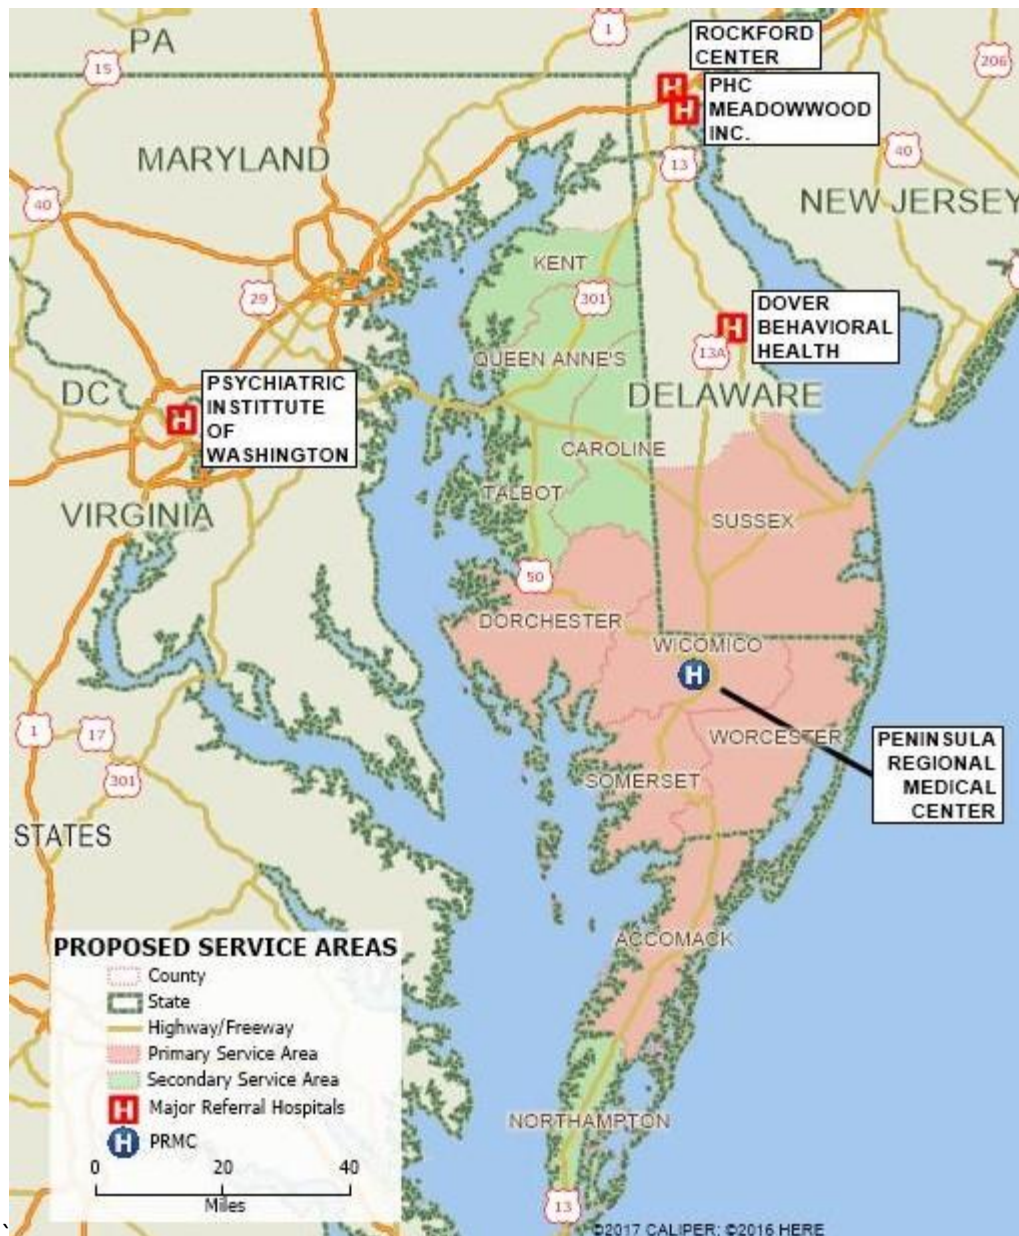 PA
1
ROCKFORD
CENTER
15
206
PHC
MEADOWWOOD
INC.
MARYLAND
40
13
40
NEW JERSEY
KENT
29
301
DOVER
BEHAVIORAL
HEALTH
13A
QUEEN ANNE'S
DC
PSYCHIATRIC
INSTITTUTE
OF
WASHINGTON
DELAWARE
CAROLINE
TALBOT
VIRGINIA
SUSSEX
50
DORCHESTER
WICOMICO
H
1
17
WORCESTER
PENINSULA
REGIONAL
MEDICAL
CENTER
301
SOMERSET
STATES
ACCOMACK
PROPOSED SERVICE AREAS
County
State
Highway/Freeway
Primary Service Area
Secondary Service Area
H Major Referral Hospitals
H PRMC
0 20 40
Miles
NORTHAMPTON
13
©2017 CALIPER; ©2016 HERE